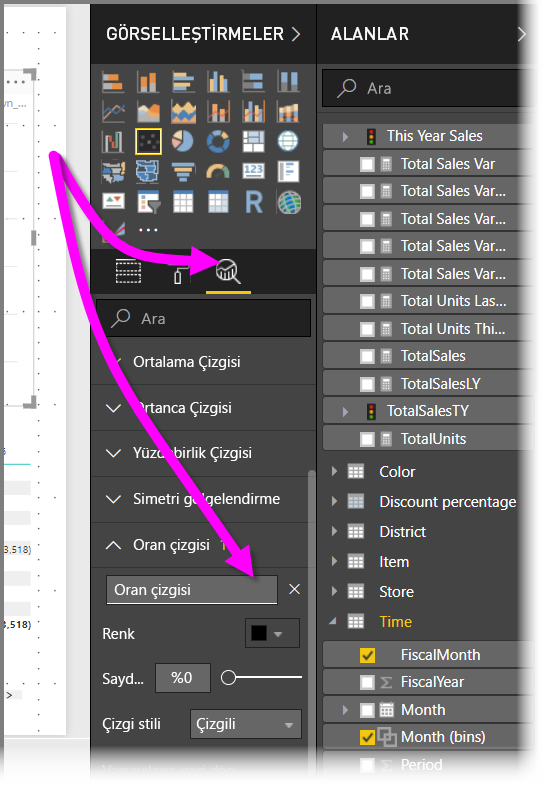 GÖRSELLEŞTİRMELER
Ara
Ortalama Çizgisi
Ortanca Çizgisi
Yüzdebirlik Çizgisi
Simetri gölgelendirme
Oran çizgisi 1
Oran çizgisi
Renk
Sayd... %0
Çizgi stili Çizgili
ALANLAR
Ara
This Year Sales
Total Sales Var
Total Sales Var...
Total Sales Var...
Total Sales Var...
Total Sales Var...
Total Units Las...
Total Units Thi...
TotalSales
TotalSalesLY
TotalSalesTY
TotalUnits
Color
Discount percentage
District
Item
Store
Time
FiscalMonth
FiscalYear
Month
Month (bins)
Period
3,518)
3,518)
123
R